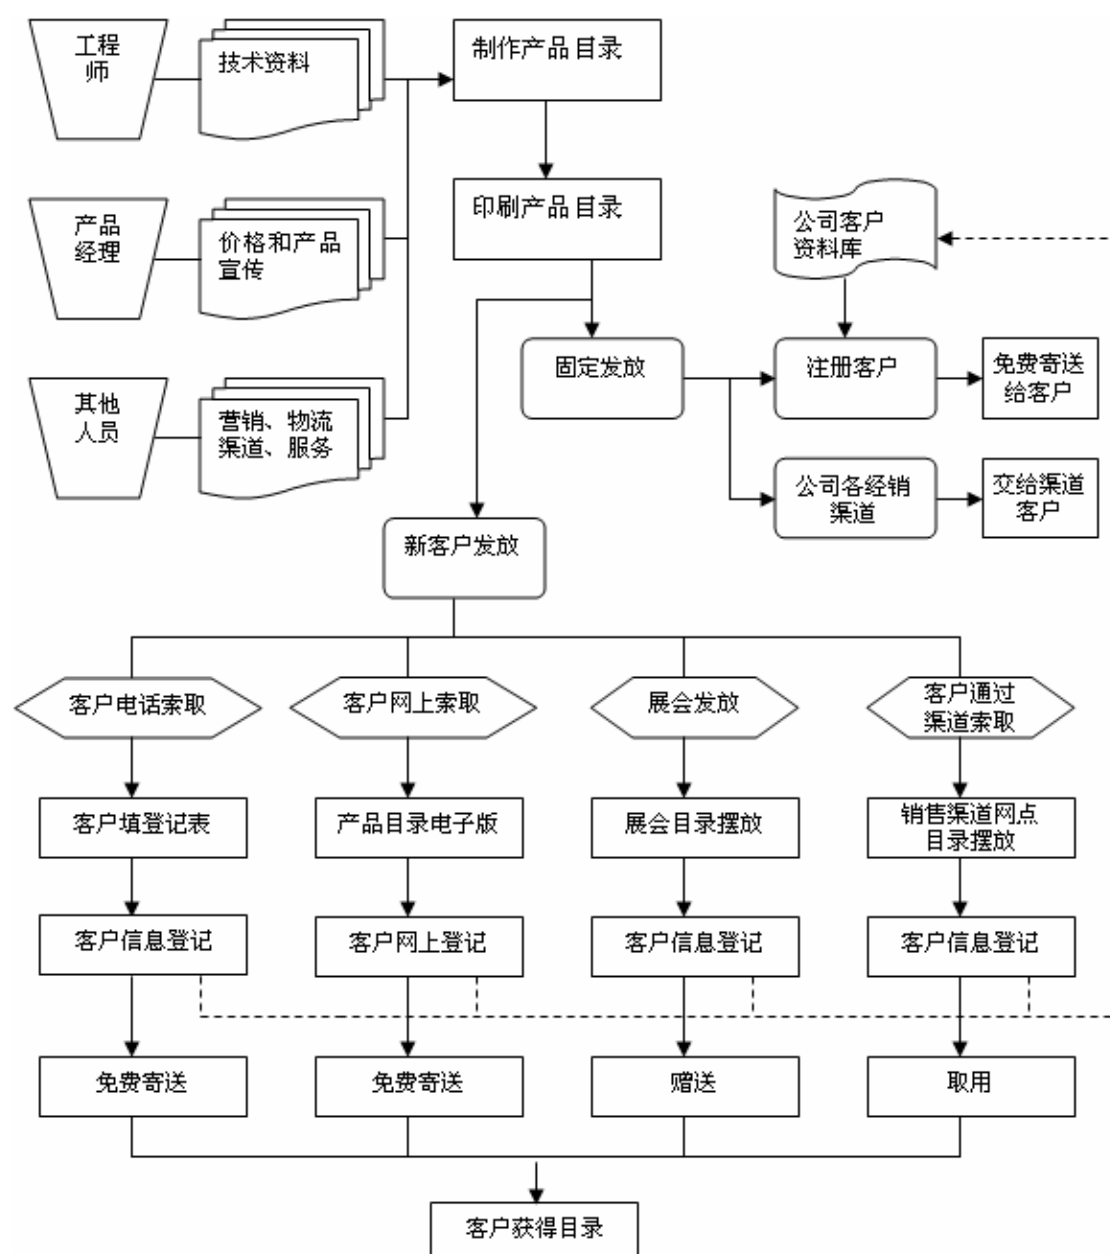 工程
师
技术资料
制作产品目录
产品
经理
价格和产品
宣传
印刷产品目录
公司客户
资料库
固定发放
注册客户
免费寄送
给客户
其他
人员
营销、物流
渠道、服务
公司各经销
渠道
交给渠道
客户
新客户发放
客户电话索取
客户网上索取
展会发放
客户通过
渠道索取
客户填登记表
产品目录电子版
展会目录摆放
销售渠道网点
目录摆放
客户信息登记
客户网上登记
客户信息登记
客户信息登记
免费寄送
免费寄送
赠送
取用
客户获得目录